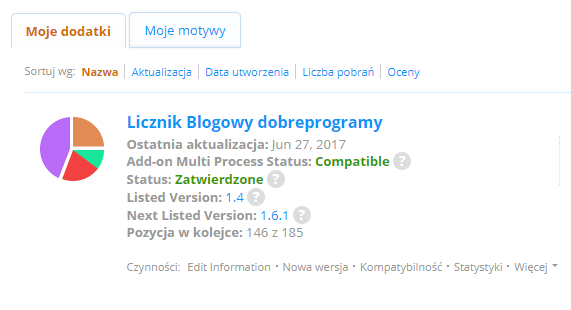 Moje dodatki
Moje motywy
Sortuj wg: Nazwa Aktualizacja Data utworzenia Liczba pobrań Oceny
Licznik Blogowy dobreprogramy
Ostatnia aktualizacja: Jun 27, 2017
Add-on Multi Process Status: Compatible ?
Status: Zatwierdzone ?
Listed Version: 1.4 ?
Next Listed Version: 1.6.1 ?
Pozycja w kolejce: 146 z 185
Czynności: Edit Information · Nowa wersja · Kompatybilność · Statystyki · Więcej